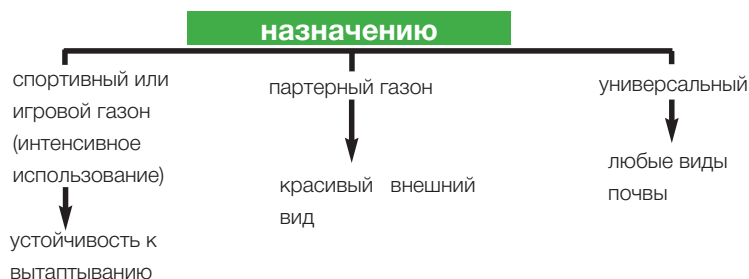 назначению
спортивный или
игровой газон
(интенсивное
использование)
устойчивость к
вытаптыванию
партерный газон
красивый внешний
вид
универсальный
любые виды
почвы